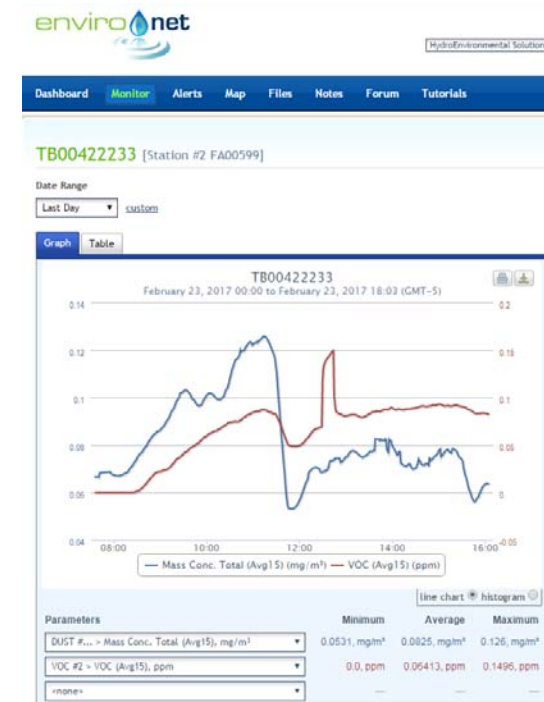 enviro net
HydroEnvironmental Solution
Dashboard Monitor Alerts Map Files Notes Forum Tutorials
TB00422233 [Station #2 FA00599]
Date Range
Last Day custom
Graph Table
TB00422233
February 23, 2017 00:00 to February 23, 2017 18:03 (GMT-5)
0.14 0.2
0.12 0.15
0.1 0.1
0.08 0.05
0.06 0
0.04 -0.05
08:00 10:00 12:00 14:00 16:00
Mass Conc. Total (Avg15) (mg/m³) VOC (Avg15) (ppm)
line chart histogram
Parameters Minimum Average Maximum
DUST #... > Mass Conc. Total (Avg15), mg/m³ 0.0531, mg/m³ 0.0825, mg/m³ 0.126, mg/m³
VOC #2 > VOC (Avg15), ppm 0.0, ppm 0.06413, ppm 0.1496, ppm
<none> — — —